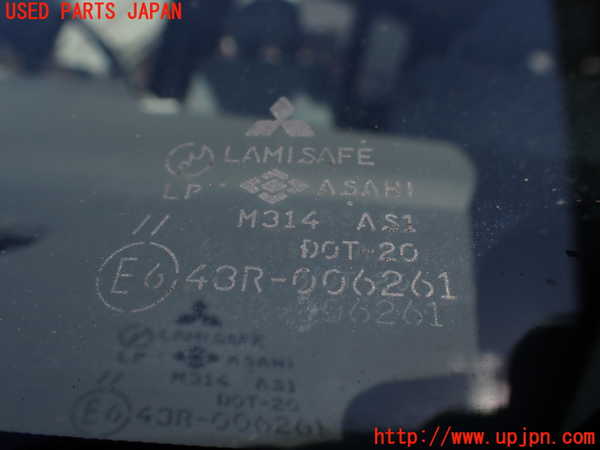 USED PARTS JAPAN
LAMISAFE
LP ASAHI
M314 AS1
DOT-20
//
E6 43R-006261
006261
LAMISAFE
LP ASAHI
M314 AS1
DOT-20
//
E6 43R-006261
http://www.upjpn.com